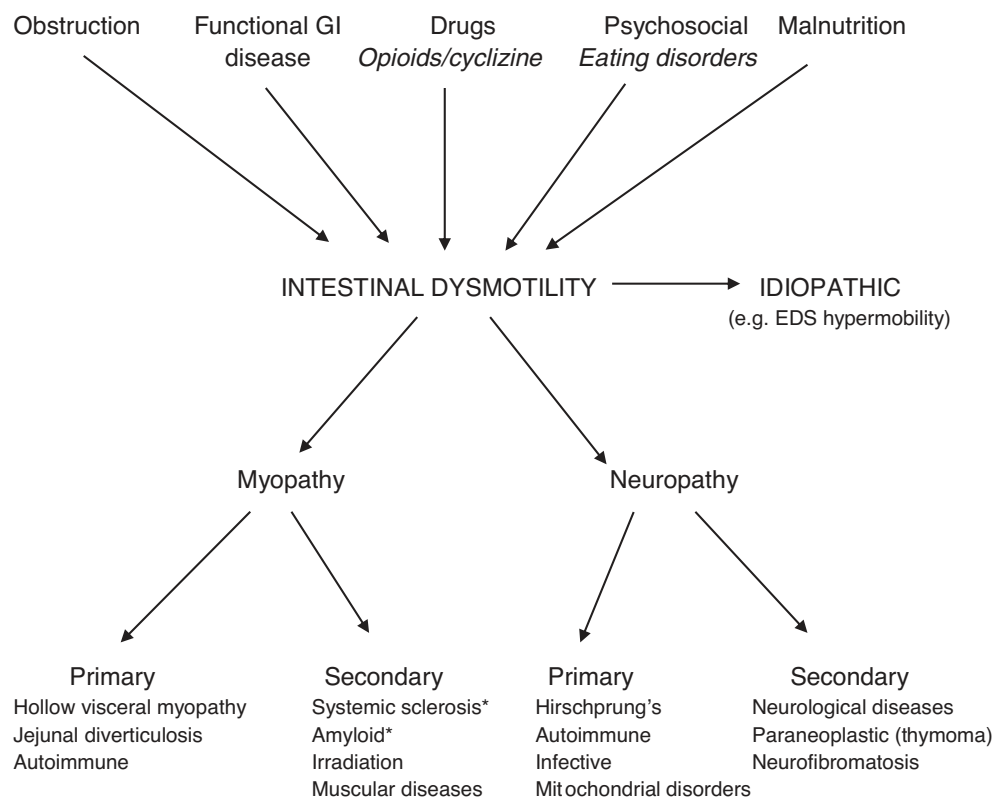 Obstruction
Functional GI
disease
Drugs
Opioids/cyclizine
Psychosocial
Eating disorders
Malnutrition
INTESTINAL DYSMOTILITY
IDIOPATHIC
(e.g. EDS hypermobility)
Myopathy
Neuropathy
Primary
Hollow visceral myopathy
Jejunal diverticulosis
Autoimmune
Secondary
Systemic sclerosis*
Amyloid*
Irradiation
Muscular diseases
Primary
Hirschprung's
Autoimmune
Infective
Mitochondrial disorders
Secondary
Neurological diseases
Paraneoplastic (thymoma)
Neurofibromatosis